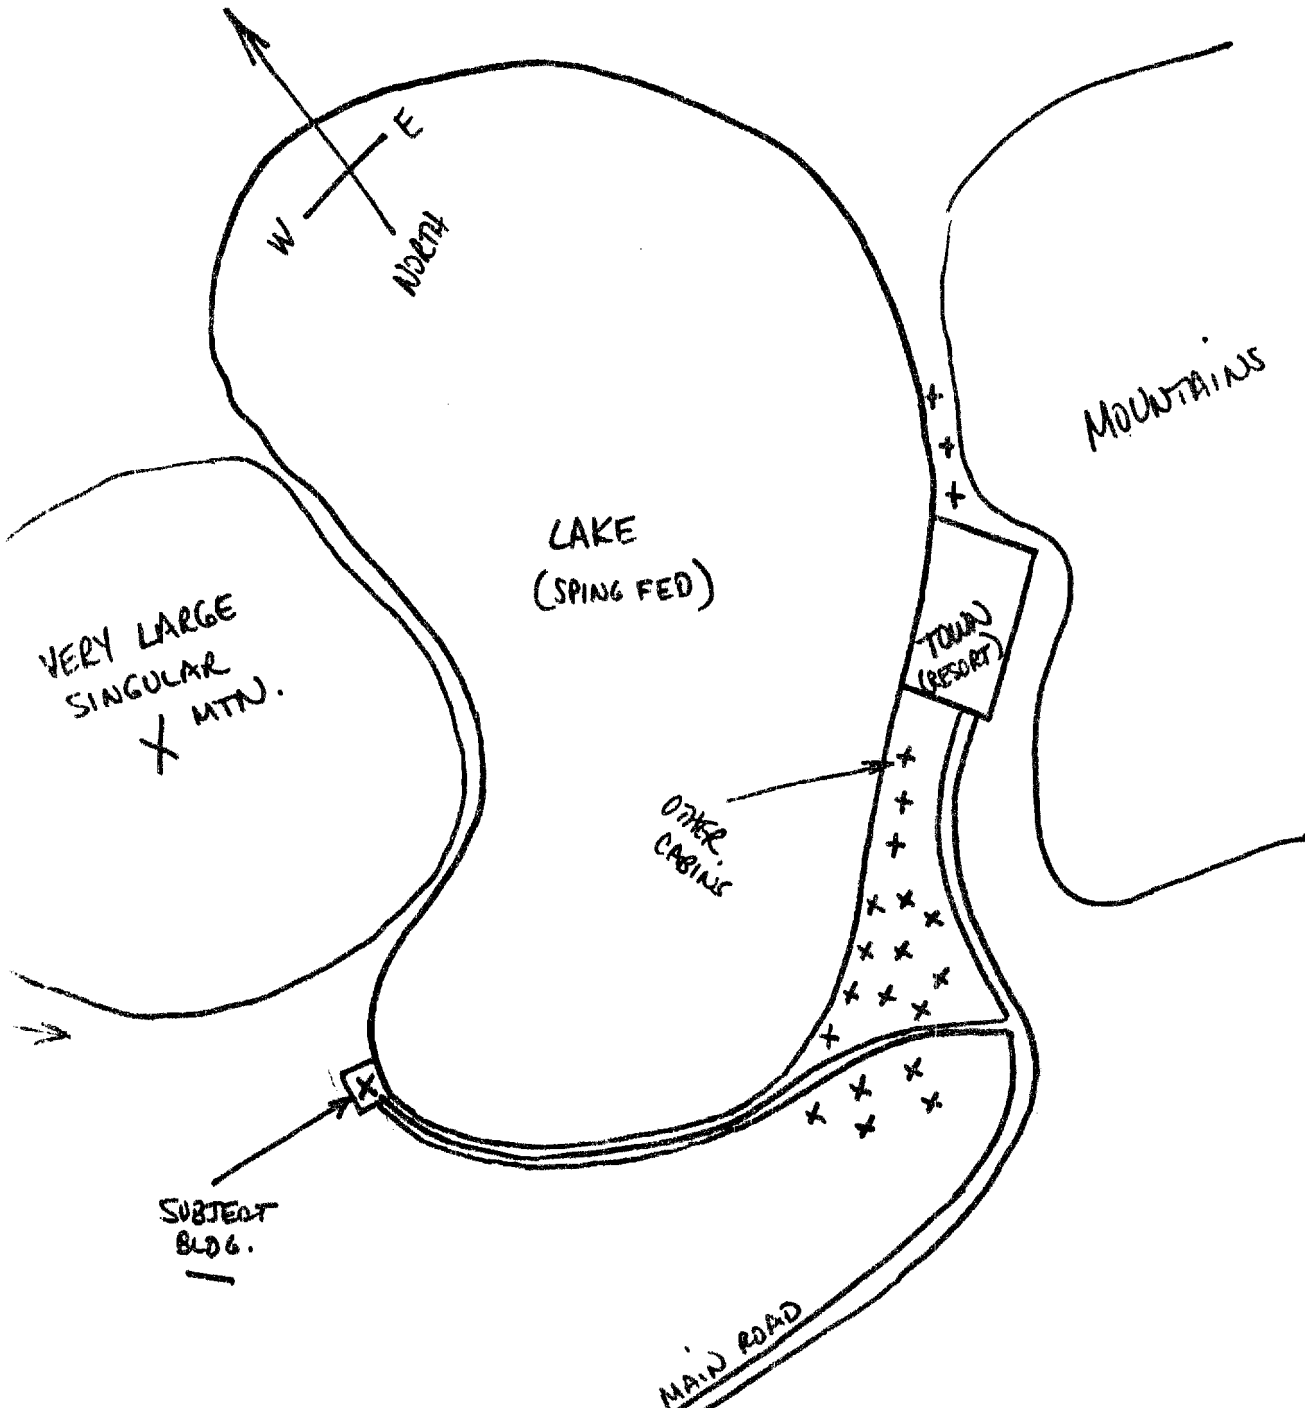 E
W
NORTH
MOUNTAINS
LAKE
(SPING FED)
VERY LARGE
SINGULAR
X MTN.
TOWN
(RESORT)
OTHER
CABINS
SUBJECT
BLDG.
MAIN ROAD